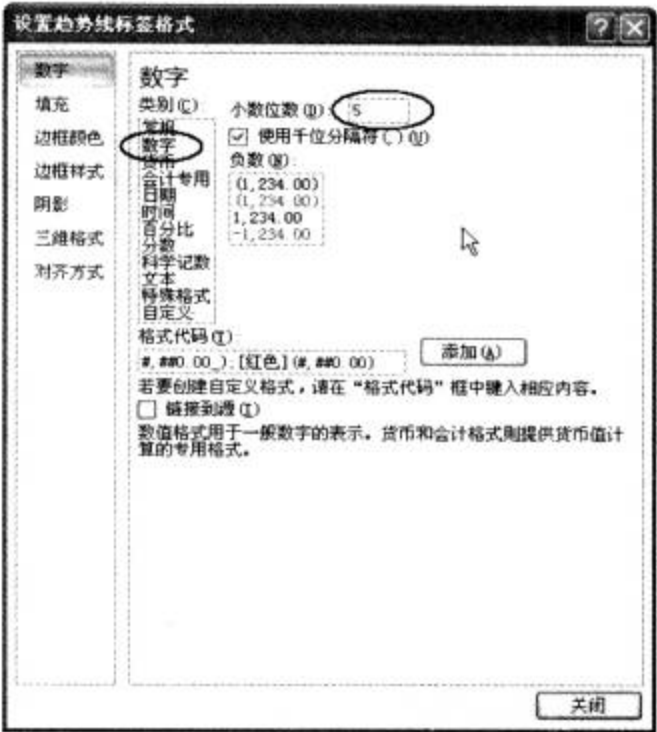 设置趋势线标签格式
数字
填充
边框颜色
边框样式
阴影
三维格式
对齐方式
数字
类别(C)
常规
数字
货币
会计专用
日期
时间
百分比
分数
科学记数
文本
特殊格式
自定义
小数位数(D): 5
使用千位分隔符(,)(U)
负数(N):
(1,234.00)
(1,234.00)
1,234.00
-1,234.00
格式代码(T)
#,##0.00_);[红色](#,##0.00)
添加(A)
若要创建自定义格式，请在“格式代码”框中键入相应内容。
链接到源(I)
数值格式用于一般数字的表示。货币和会计格式则提供货币值计
算的专用格式。
关闭